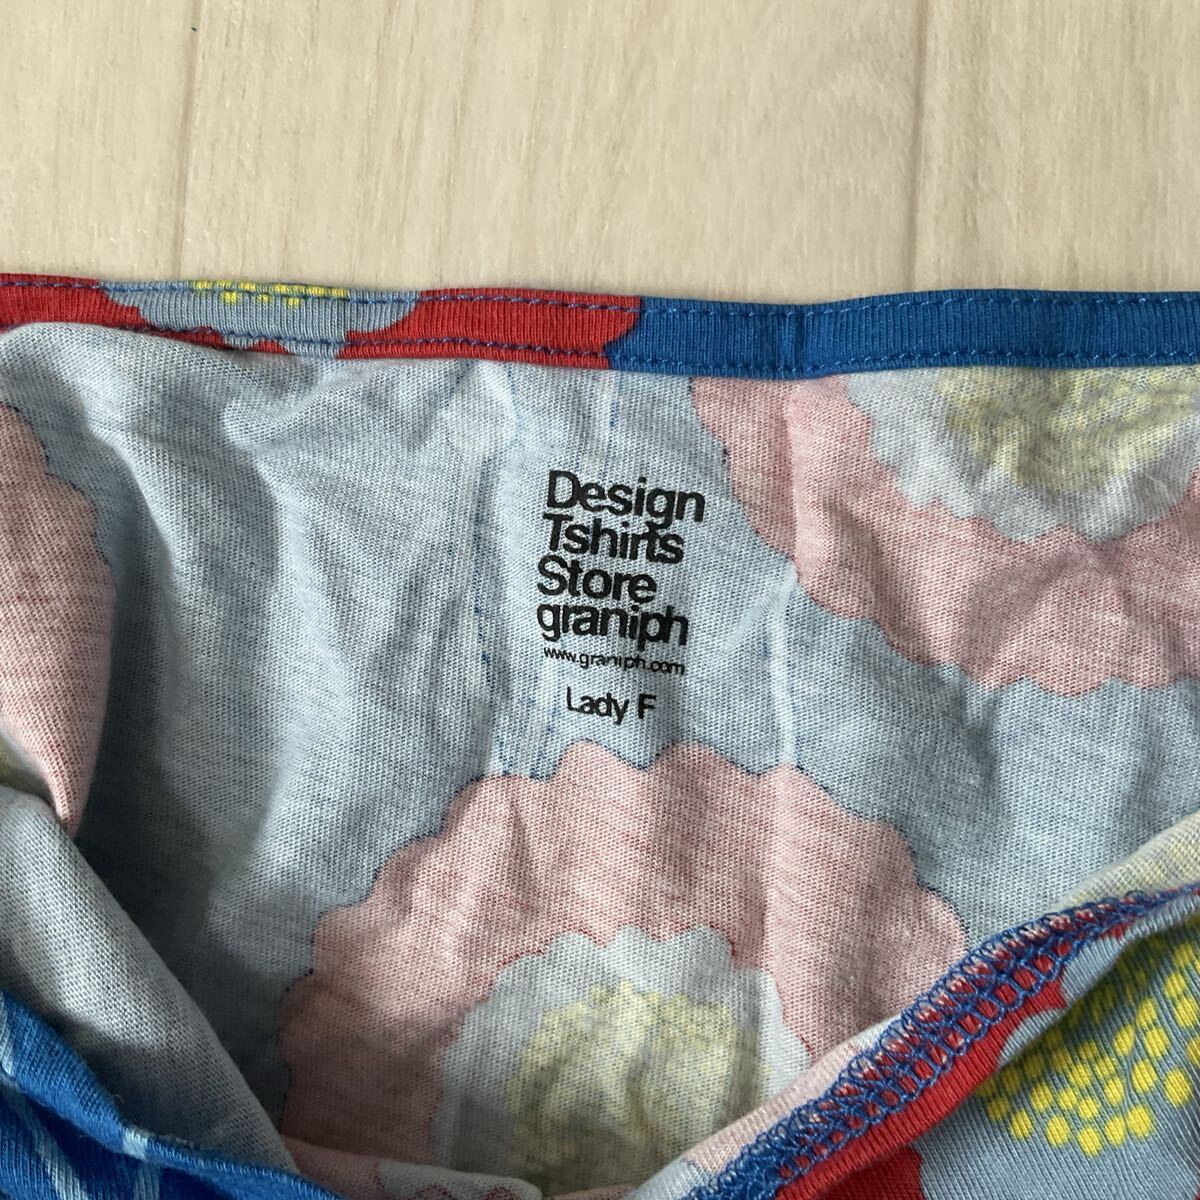 Design
Tshirts
Store
graniph
www.graniph.com
Lady F